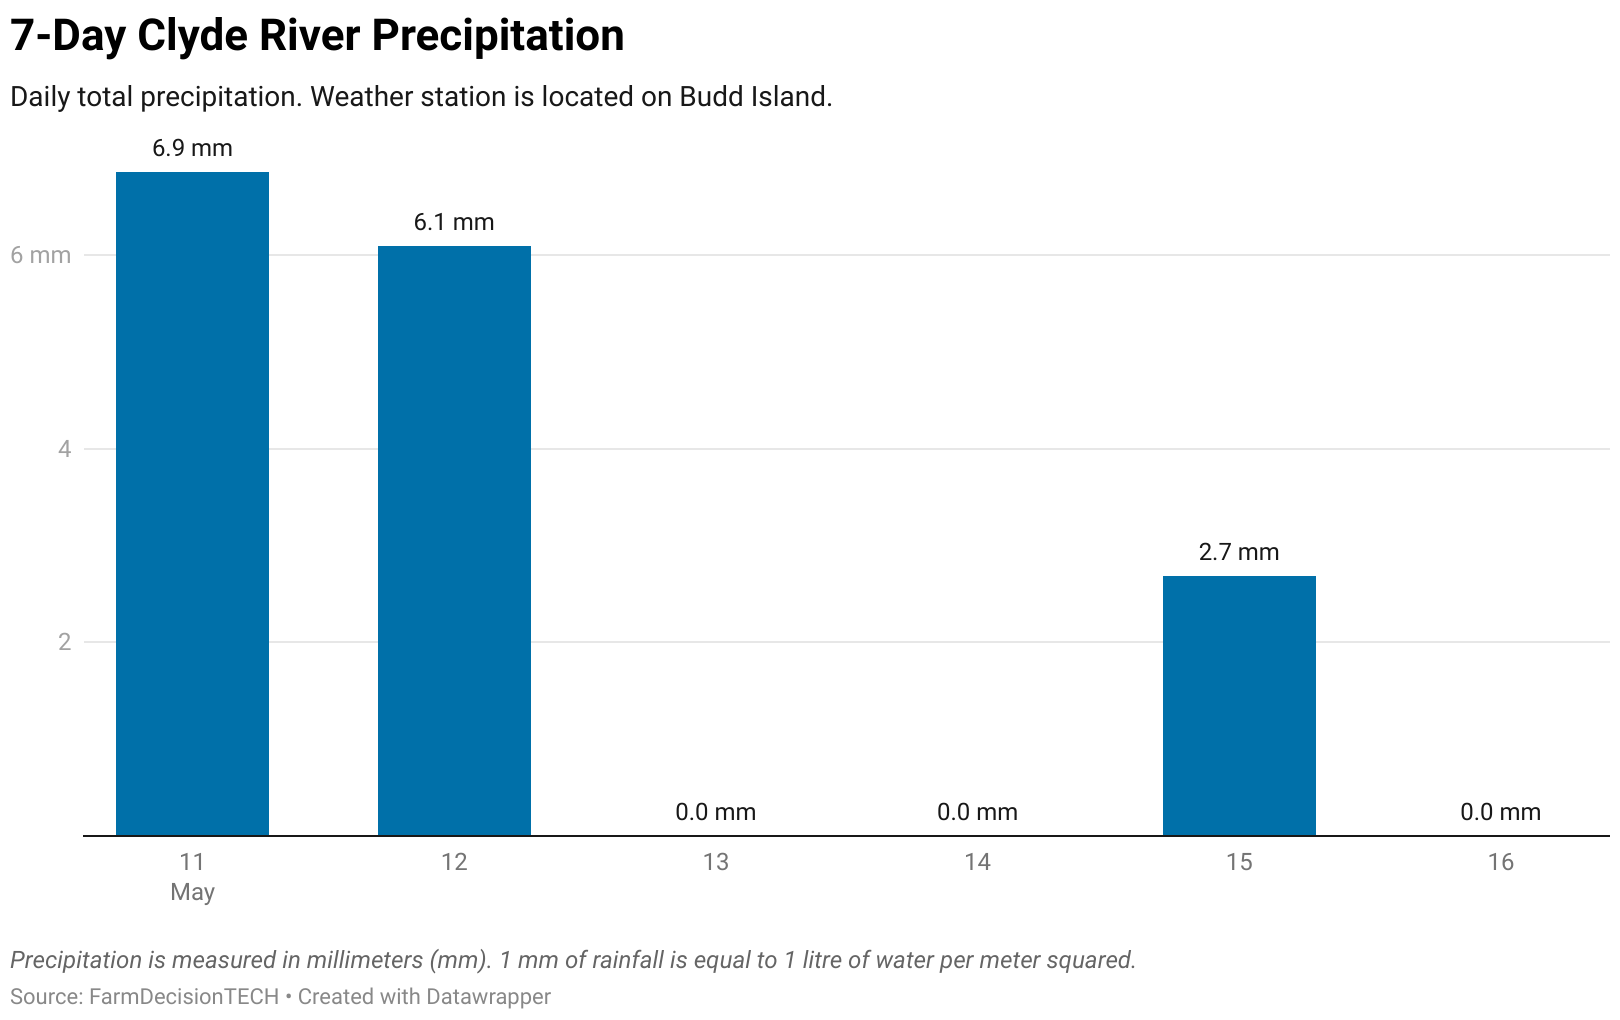 7-Day Clyde River Precipitation
Daily total precipitation. Weather station is located on Budd Island.
6.9 mm
6.1 mm
6 mm
4
2.7 mm
2
0.0 mm
0.0 mm
0.0 mm
11
12
13
14
15
16
May
Precipitation is measured in millimeters (mm). 1 mm of rainfall is equal to 1 litre of water per meter squared.
Source: FarmDecisionTECH • Created with Datawrapper